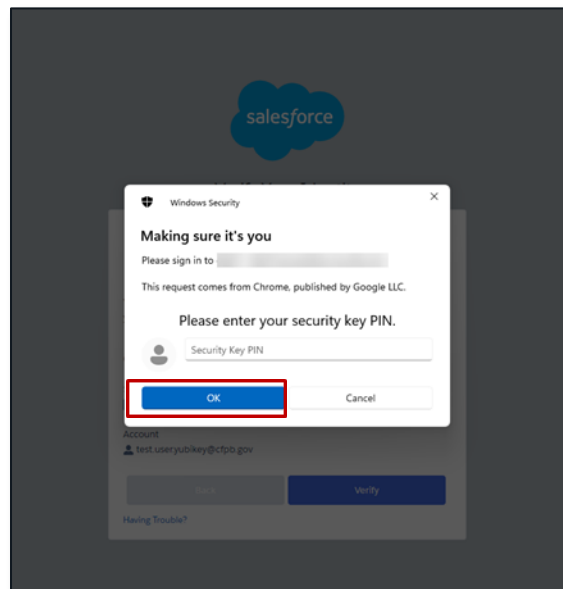 salesforce
Windows Security
Making sure it's you
Please sign in to
This request comes from Chrome, published by Google LLC.
Please enter your security key PIN.
Security Key PIN
OK
Cancel
Account
test.user.yubikey@cfpb.gov
Back
Verify
Having Trouble?